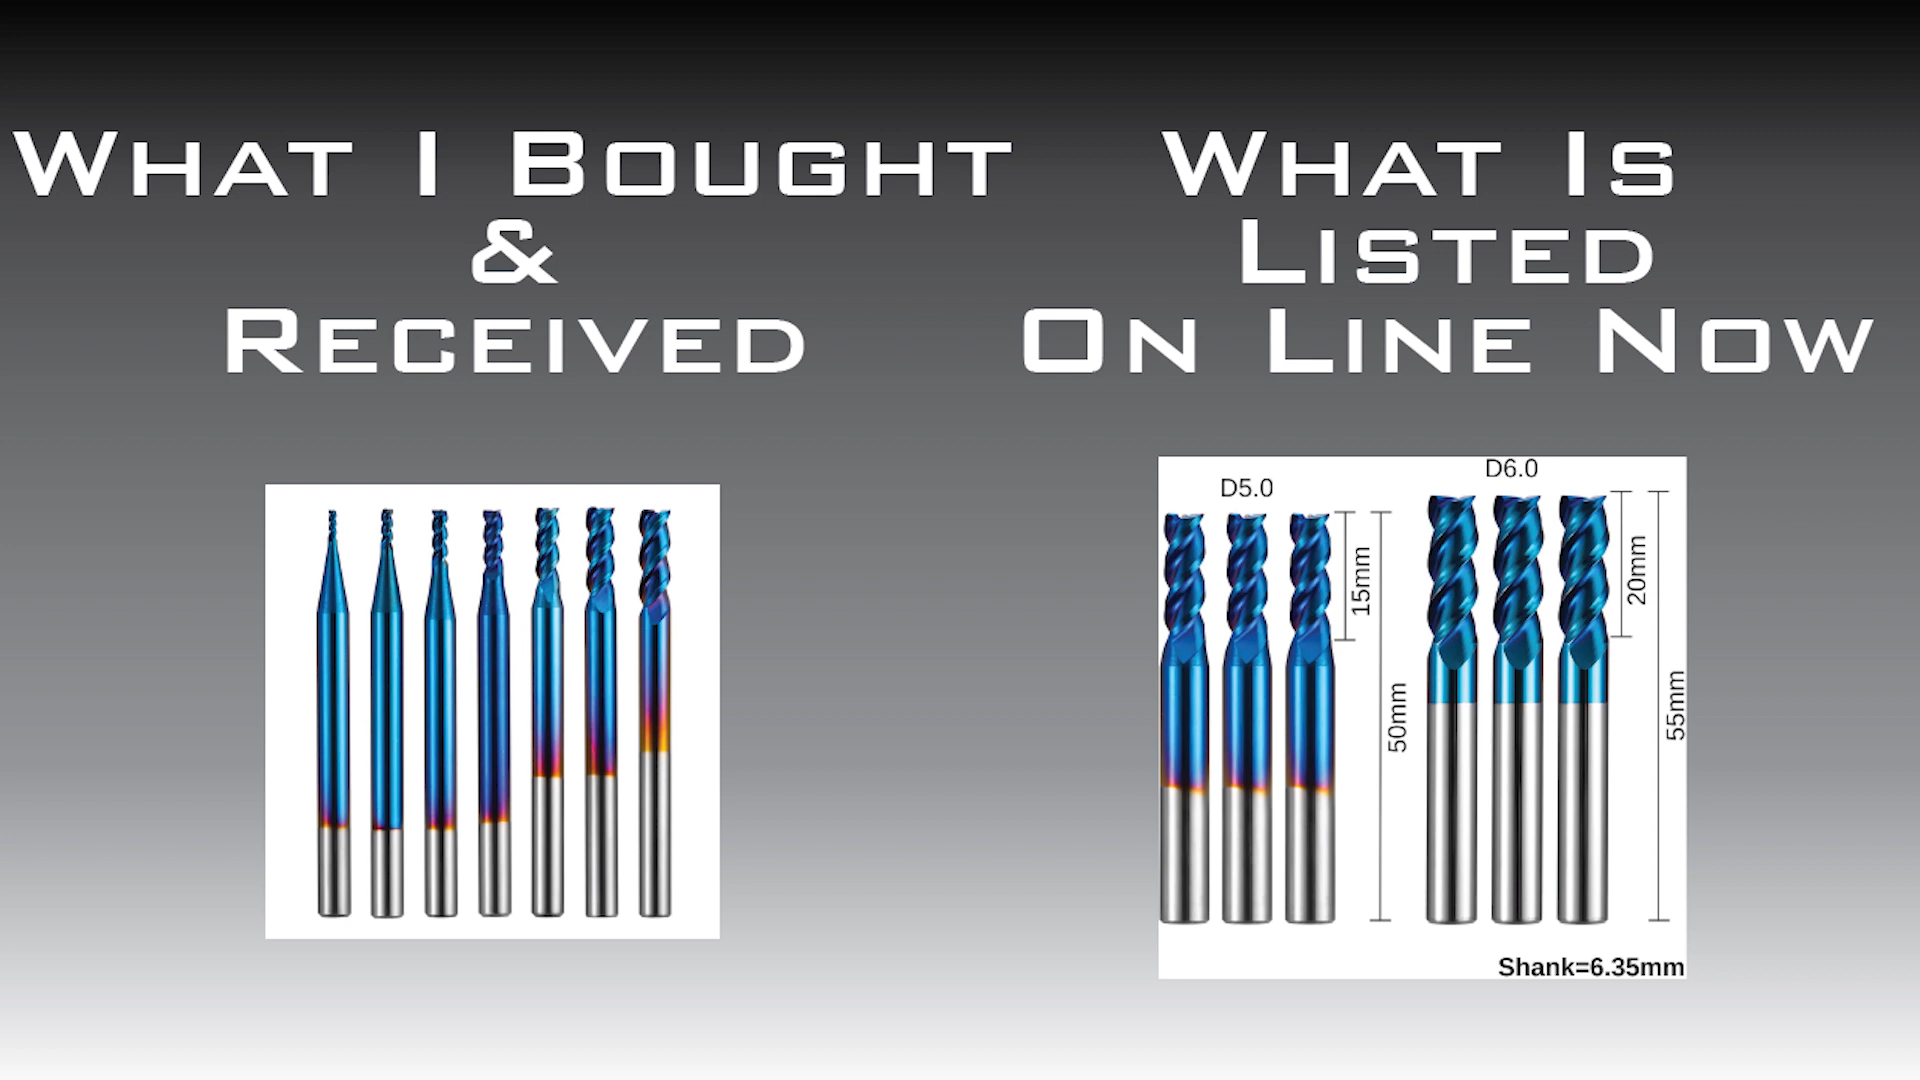 What I Bought
&
Received
What Is
Listed
On Line Now
D5.0
D6.0
15mm
50mm
20mm
55mm
Shank=6.35mm